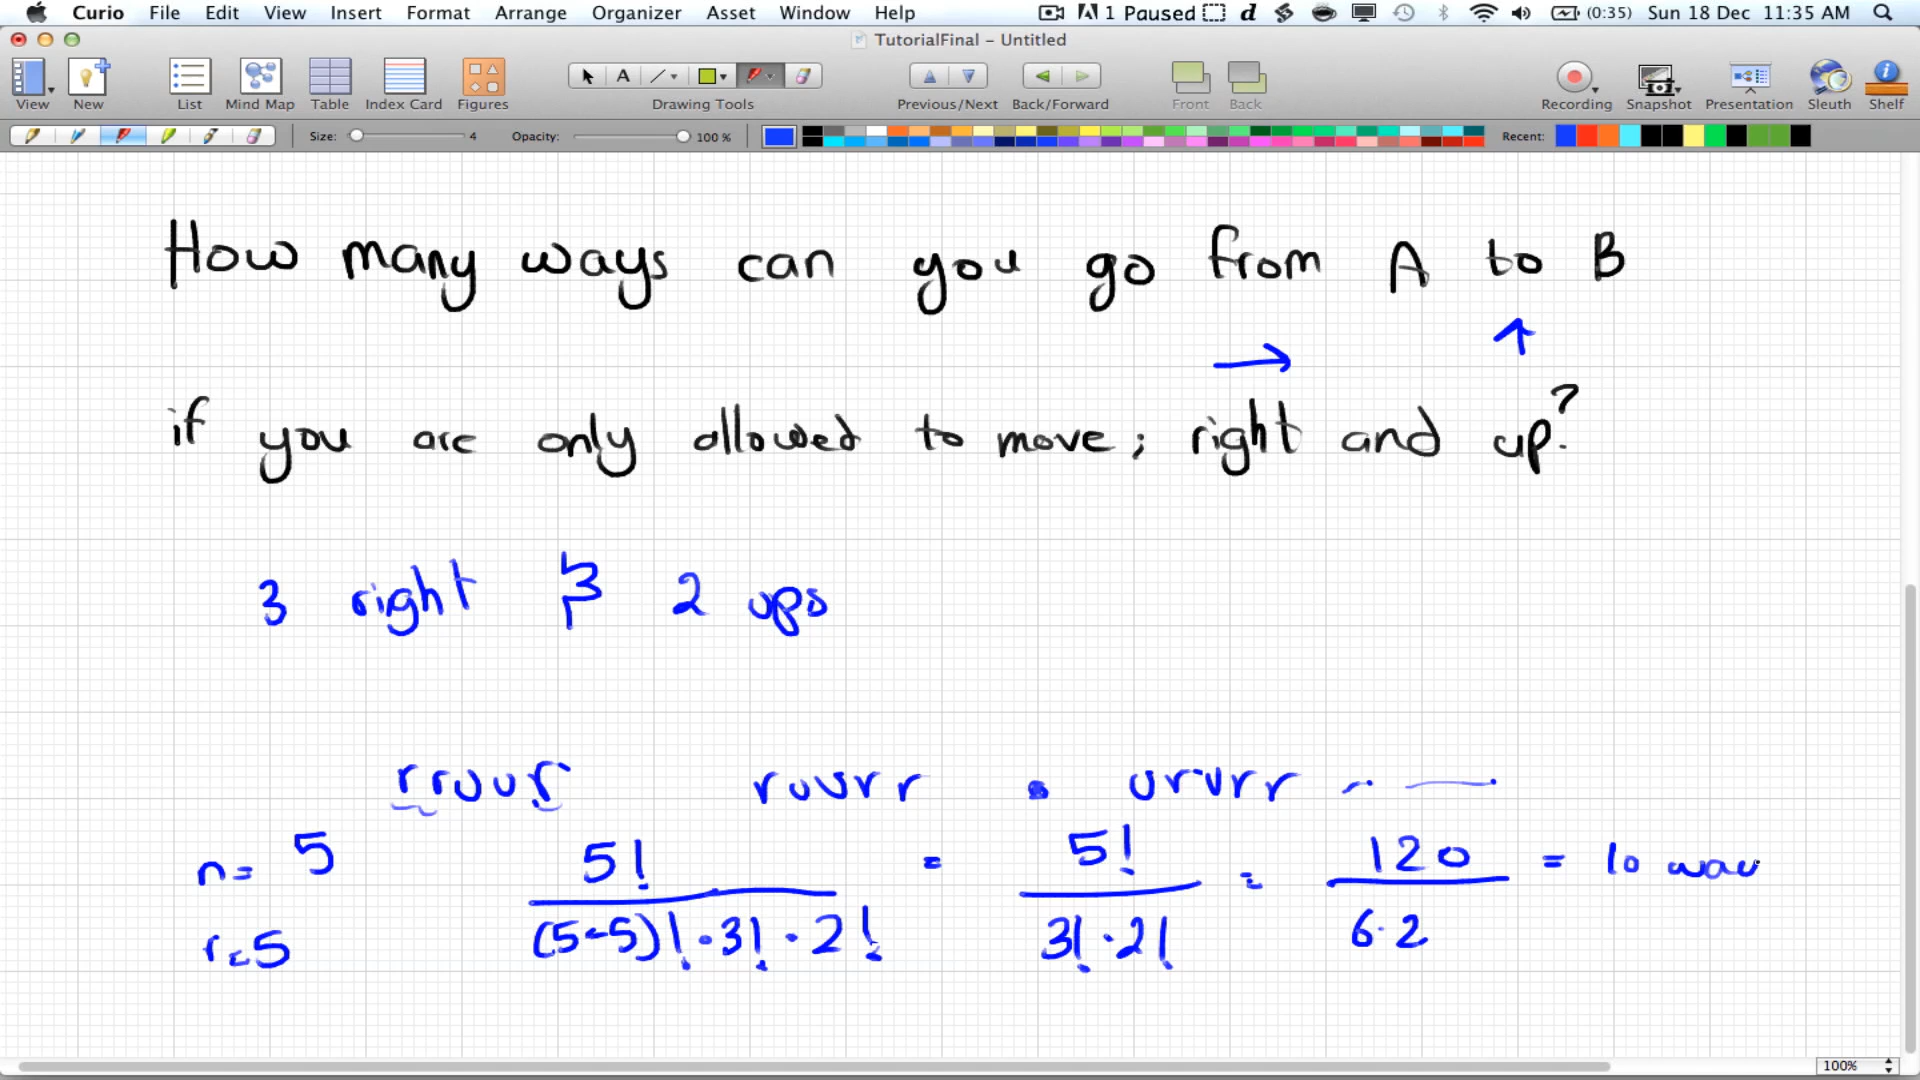 Curio File Edit View Insert Format Arrange Organizer Asset Window Help 1 Paused (0:35) Sun 18 Dec 11:35 AM
TutorialFinal – Untitled
View New List Mind Map Table Index Card Figures Drawing Tools Previous/Next Back/Forward Front Back Recording Snapshot Presentation Sleuth Shelf
Size: 4 Opacity: 100 % Recent:
How many ways can you go from A to B
if you are only allowed to move; right and up?
3 right & 2 ups
rruur ruurr ururr
n= 5 5! = 5! = 120 = 10 way
r=5 (5-5)!·3!·2! 3!·2! 6·2
100%